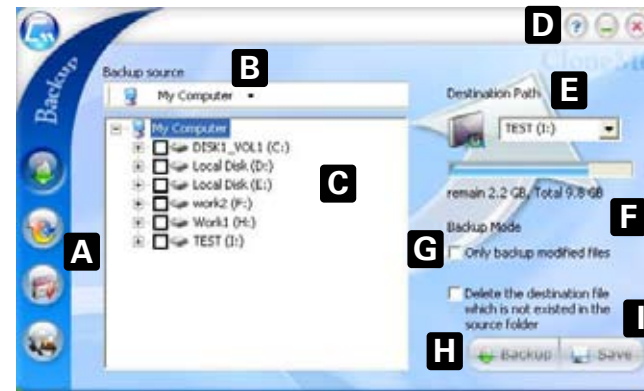 D
Backup
Backup source
B
My Computer
My Computer
DISK1_VOL1 (C:)
Local Disk (D:)
Local Disk (E:)
work2 (F:)
Work1 (H:)
TEST (I:)
C
A
Destination Path
E
TEST (I:)
remain 2.2 GB, Total 9.8 GB
F
Backup Mode
G
Only backup modified files
Delete the destination file
which is not existed in the
source folder
I
H
Backup
Save